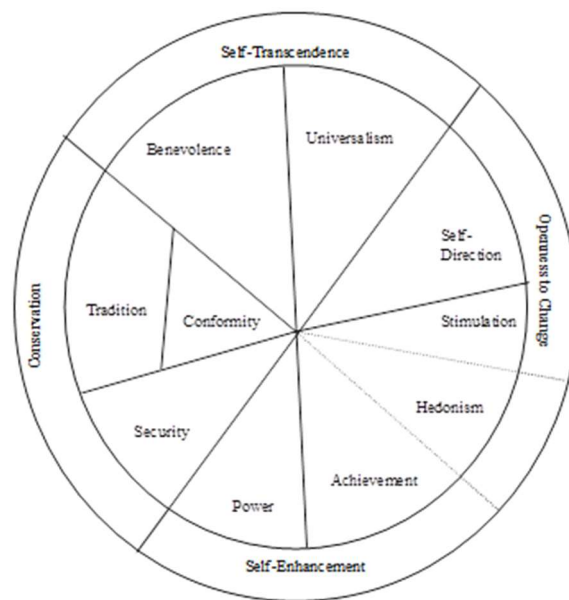 Self-Transcendence
Benevolence
Universalism
Self-
Direction
Openness to Change
Stimulation
Tradition
Conformity
Conservation
Hedonism
Security
Achievement
Power
Self-Enhancement